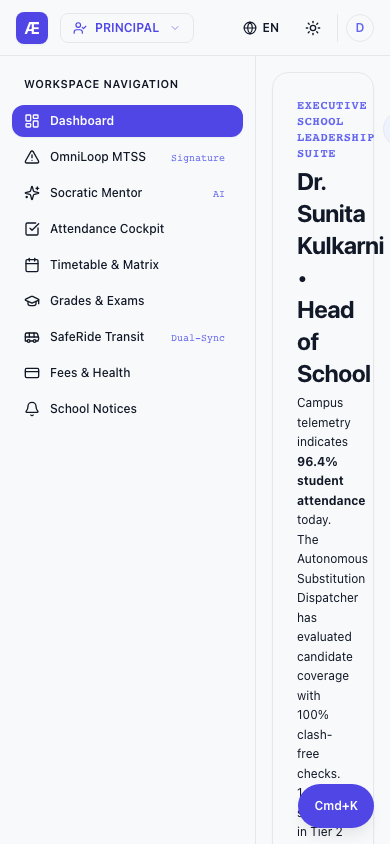 Æ PRINCIPAL EN D
WORKSPACE NAVIGATION
Dashboard
OmniLoop MTSS Signature
Socratic Mentor AI
Attendance Cockpit
Timetable & Matrix
Grades & Exams
SafeRide Transit Dual-Sync
Fees & Health
School Notices
EXECUTIVE
SCHOOL
LEADERSHIP
SUITE
Dr.
Sunita
Kulkarni
•
Head
of
School
Campus
telemetry
indicates
96.4%
student
attendance
today.
The
Autonomous
Substitution
Dispatcher
has
evaluated
candidate
coverage
with
100%
clash-
free
checks.
in Tier 2
Cmd+K